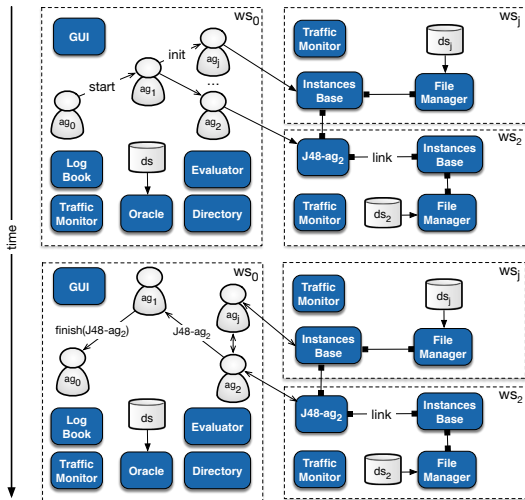 ws0
GUI
init
agj
start
ag1
...
ag0
ag2
Log
Book
ds
Evaluator
Traffic
Monitor
Oracle
Directory
wsj
Traffic
Monitor
dsj
Instances
Base
File
Manager
ws2
J48-ag2
link
Instances
Base
Traffic
Monitor
ds2
File
Manager
time
ws0
GUI
ag1
agj
finish(J48-ag2)
J48-ag2
ag0
ag2
Log
Book
ds
Evaluator
Traffic
Monitor
Oracle
Directory
wsj
Traffic
Monitor
dsj
Instances
Base
File
Manager
ws2
J48-ag2
link
Instances
Base
Traffic
Monitor
ds2
File
Manager